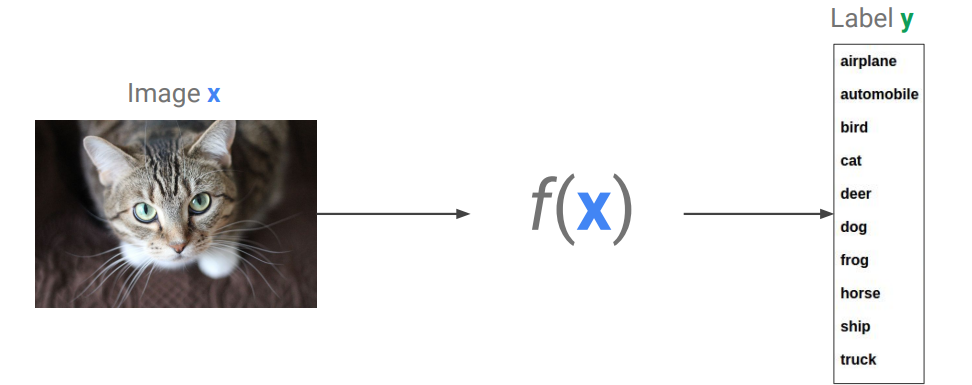 Image x
f(x)
Label y
airplane
automobile
bird
cat
deer
dog
frog
horse
ship
truck